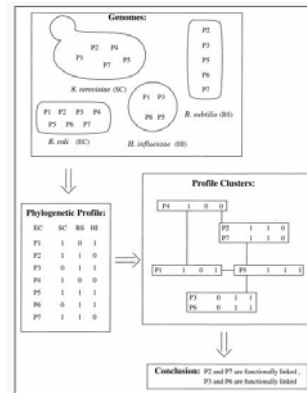 Genomes:
P2 P4
P1 P5
P7
S. cerevisiae (SC)
P2
P3
P5
P6
P7
B. subtilis (BS)
P1 P2 P3 P4
P5 P6 P7
E. coli (EC)
P1 P3
P6 P5
H. influenzae (HI)
Phylogenetic Profile:
EC SC BS HI
P1 1 0 1
P2 1 1 0
P3 0 1 1
P4 1 0 0
P5 1 1 1
P6 0 1 1
P7 1 1 0
Profile Clusters:
P4 1 0 0
P2 1 1 0
P7 1 1 0
P1 1 0 1
P5 1 1 1
P3 0 1 1
P6 0 1 1
Conclusion: P2 and P7 are functionally linked,
P3 and P6 are functionally linked